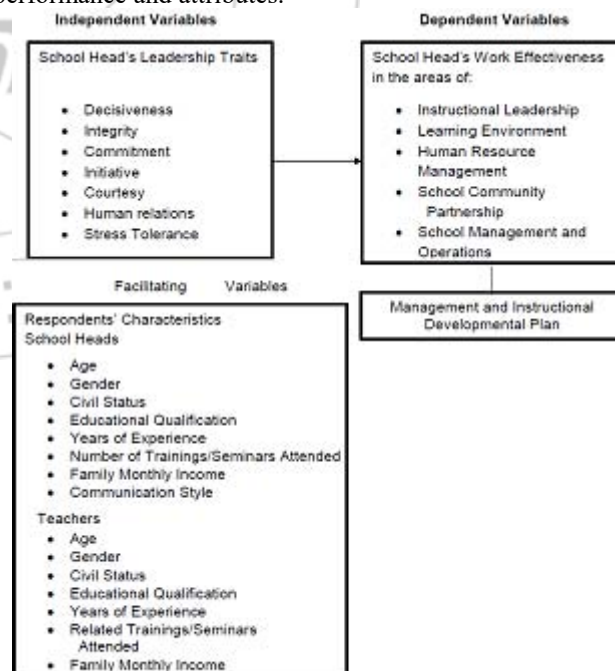 performance and attributes.
Independent Variables
School Head's Leadership Traits
• Decisiveness
• Integrity
• Commitment
• Initiative
• Courtesy
• Human relations
• Stress Tolerance
Dependent Variables
School Head's Work Effectiveness
in the areas of:
• Instructional Leadership
• Learning Environment
• Human Resource
Management
• School Community
Partnership
• School Management and
Operations
Management and Instructional
Developmental Plan
Facilitating Variables
Respondents' Characteristics
School Heads
• Age
• Gender
• Civil Status
• Educational Qualification
• Years of Experience
• Number of Trainings/Seminars Attended
• Family Monthly Income
• Communication Style
Teachers
• Age
• Gender
• Civil Status
• Educational Qualification
• Years of Experience
• Related Trainings/Seminars
Attended
• Family Monthly Income